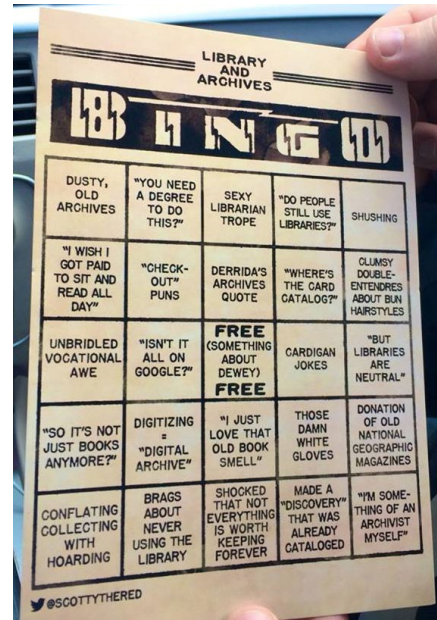 LIBRARY
AND
ARCHIVES
BINGO
DUSTY,
OLD
ARCHIVES
"YOU NEED
A DEGREE
TO DO
THIS?"
SEXY
LIBRARIAN
TROPE
"DO PEOPLE
STILL USE
LIBRARIES?"
SHUSHING
"I WISH I
GOT PAID
TO SIT AND
READ ALL
DAY"
"CHECK-
OUT"
PUNS
DERRIDA'S
ARCHIVES
QUOTE
"WHERE'S
THE CARD
CATALOG?"
CLUMSY
DOUBLE-
ENTENDRES
ABOUT BUN
HAIRSTYLES
UNBRIDLED
VOCATIONAL
AWE
"ISN'T IT
ALL ON
GOOGLE?"
FREE
(SOMETHING
ABOUT
DEWEY)
FREE
CARDIGAN
JOKES
"BUT
LIBRARIES
ARE
NEUTRAL"
"SO IT'S NOT
JUST BOOKS
ANYMORE?"
DIGITIZING
=
"DIGITAL
ARCHIVE"
"I JUST
LOVE THAT
OLD BOOK
SMELL"
THOSE
DAMN
WHITE
GLOVES
DONATION
OF OLD
NATIONAL
GEOGRAPHIC
MAGAZINES
CONFLATING
COLLECTING
WITH
HOARDING
BRAGS
ABOUT
NEVER
USING THE
LIBRARY
SHOCKED
THAT NOT
EVERYTHING
IS WORTH
KEEPING
FOREVER
MADE A
"DISCOVERY"
THAT WAS
ALREADY
CATALOGED
"I'M SOME-
THING OF AN
ARCHIVIST
MYSELF"
@SCOTTYTHERED